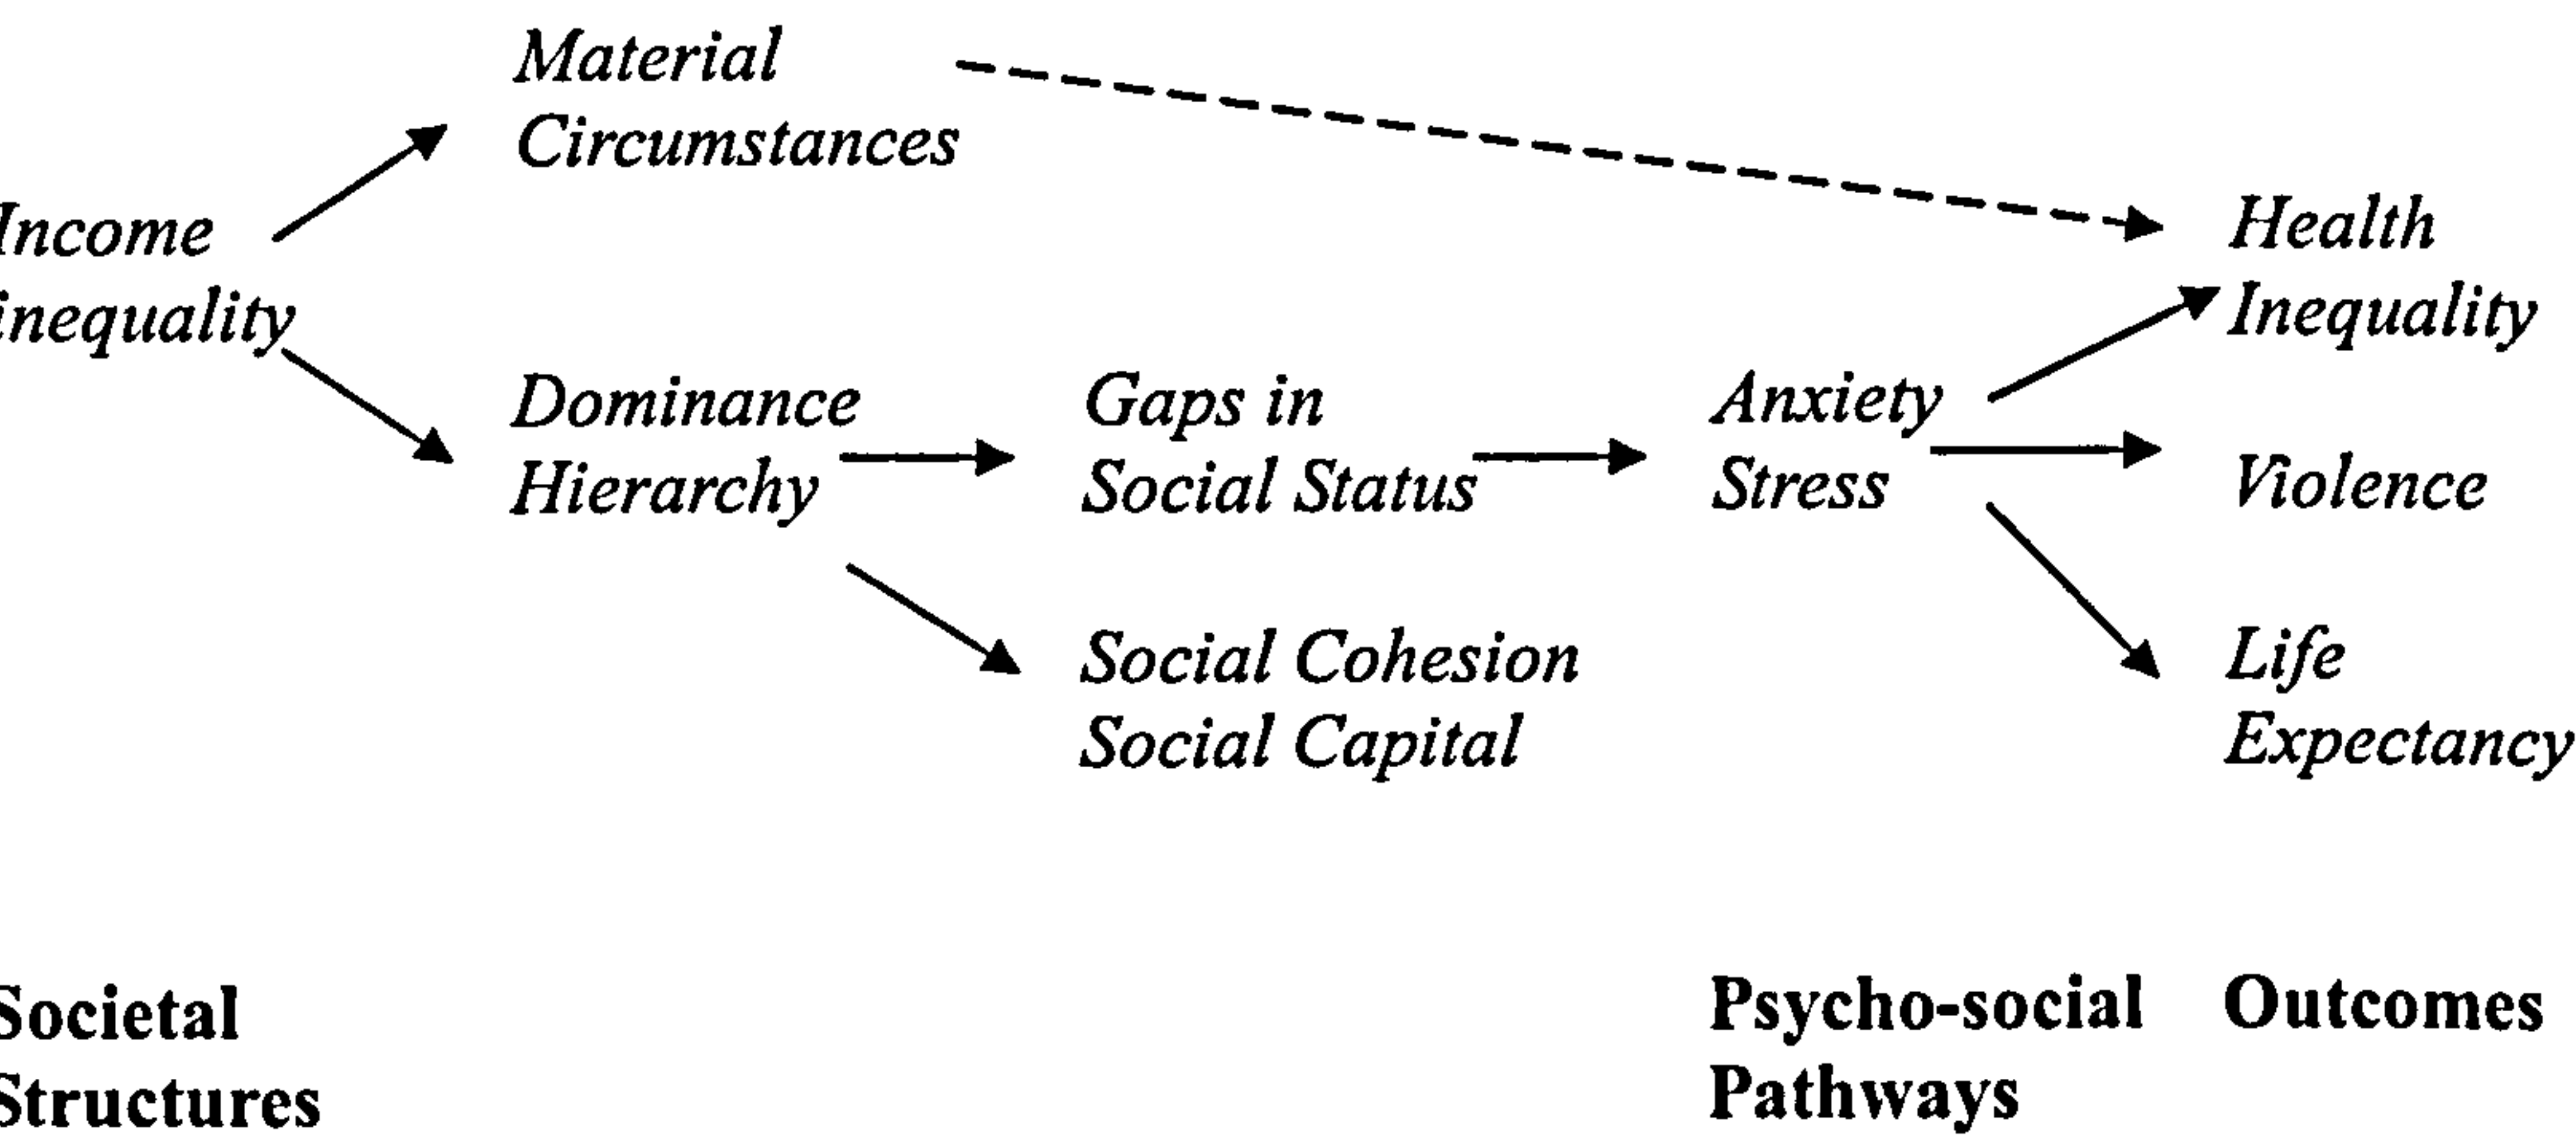 Material
Circumstances
Income
inequality
Health
Inequality
Dominance
Hierarchy
Gaps in
Social Status
Anxiety
Stress
Violence
Social Cohesion
Social Capital
Life
Expectancy
Societal
Structures
Psycho-social
Pathways
Outcomes